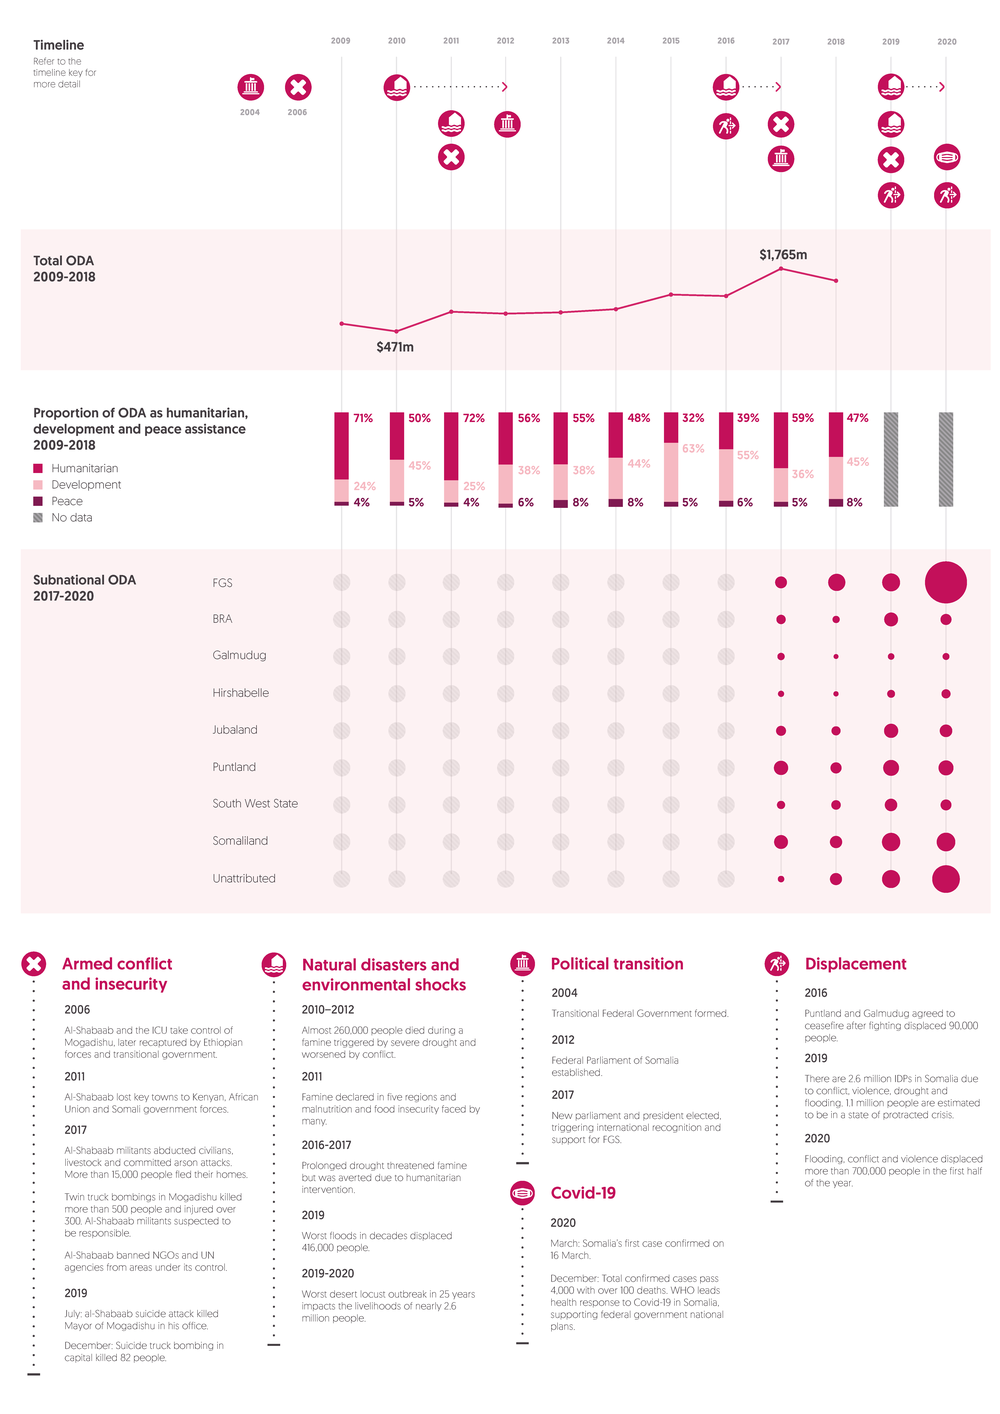 Timeline
Refer to the
timeline key for
more detail
2009 2010 2011 2012 2013 2014 2015 2016 2017 2018 2019 2020
2004 2006
Total ODA
2009-2018
$1,765m
$471m
Proportion of ODA as humanitarian,
development and peace assistance
2009-2018
Humanitarian
Development
Peace
No data
71% 50% 72% 56% 55% 48% 32% 39% 59% 47%
24% 45% 25% 38% 38% 44% 63% 55% 36% 45%
4% 5% 4% 6% 8% 8% 5% 6% 5% 8%
Subnational ODA
2017-2020
FGS
BRA
Galmudug
Hirshabelle
Jubaland
Puntland
South West State
Somaliland
Unattributed
Armed conflict
and insecurity
2006
Al-Shabaab and the ICU take control of
Mogadishu, later recaptured by Ethiopian
forces and transitional government.
2011
Al-Shabaab lost key towns to Kenyan, African
Union and Somali government forces.
2017
Al-Shabaab militants abducted civilians,
livestock and committed arson attacks.
More than 15,000 people fled their homes.
Twin truck bombings in Mogadishu killed
more than 500 people and injured over
300. Al-Shabaab militants suspected to
be responsible.
Al-Shabaab banned NGOs and UN
agencies from areas under its control.
2019
July: al-Shabaab suicide attack killed
Mayor of Mogadishu in his office.
December: Suicide truck bombing in
capital killed 82 people.
Natural disasters and
environmental shocks
2010–2012
Almost 260,000 people died during a
famine triggered by severe drought and
worsened by conflict.
2011
Famine declared in five regions and
malnutrition and food insecurity faced by
many.
2016-2017
Prolonged drought threatened famine
but was averted due to humanitarian
intervention.
2019
Worst floods in decades displaced
416,000 people.
2019-2020
Worst desert locust outbreak in 25 years
impacts the livelihoods of nearly 2.6
million people.
Political transition
2004
Transitional Federal Government formed.
2012
Federal Parliament of Somalia
established.
2017
New parliament and president elected,
triggering international recognition and
support for FGS.
Covid-19
2020
March: Somalia's first case confirmed on
16 March.
December: Total confirmed cases pass
4,000 with over 100 deaths. WHO leads
health response to Covid-19 in Somalia,
supporting federal government national
plans.
Displacement
2016
Puntland and Galmudug agreed to
ceasefire after fighting displaced 90,000
people.
2019
There are 2.6 million IDPs in Somalia due
to conflict, violence, drought and
flooding. 1.1 million people are estimated
to be in a state of protracted crisis.
2020
Flooding, conflict and violence displaced
more than 700,000 people in the first half
of the year.